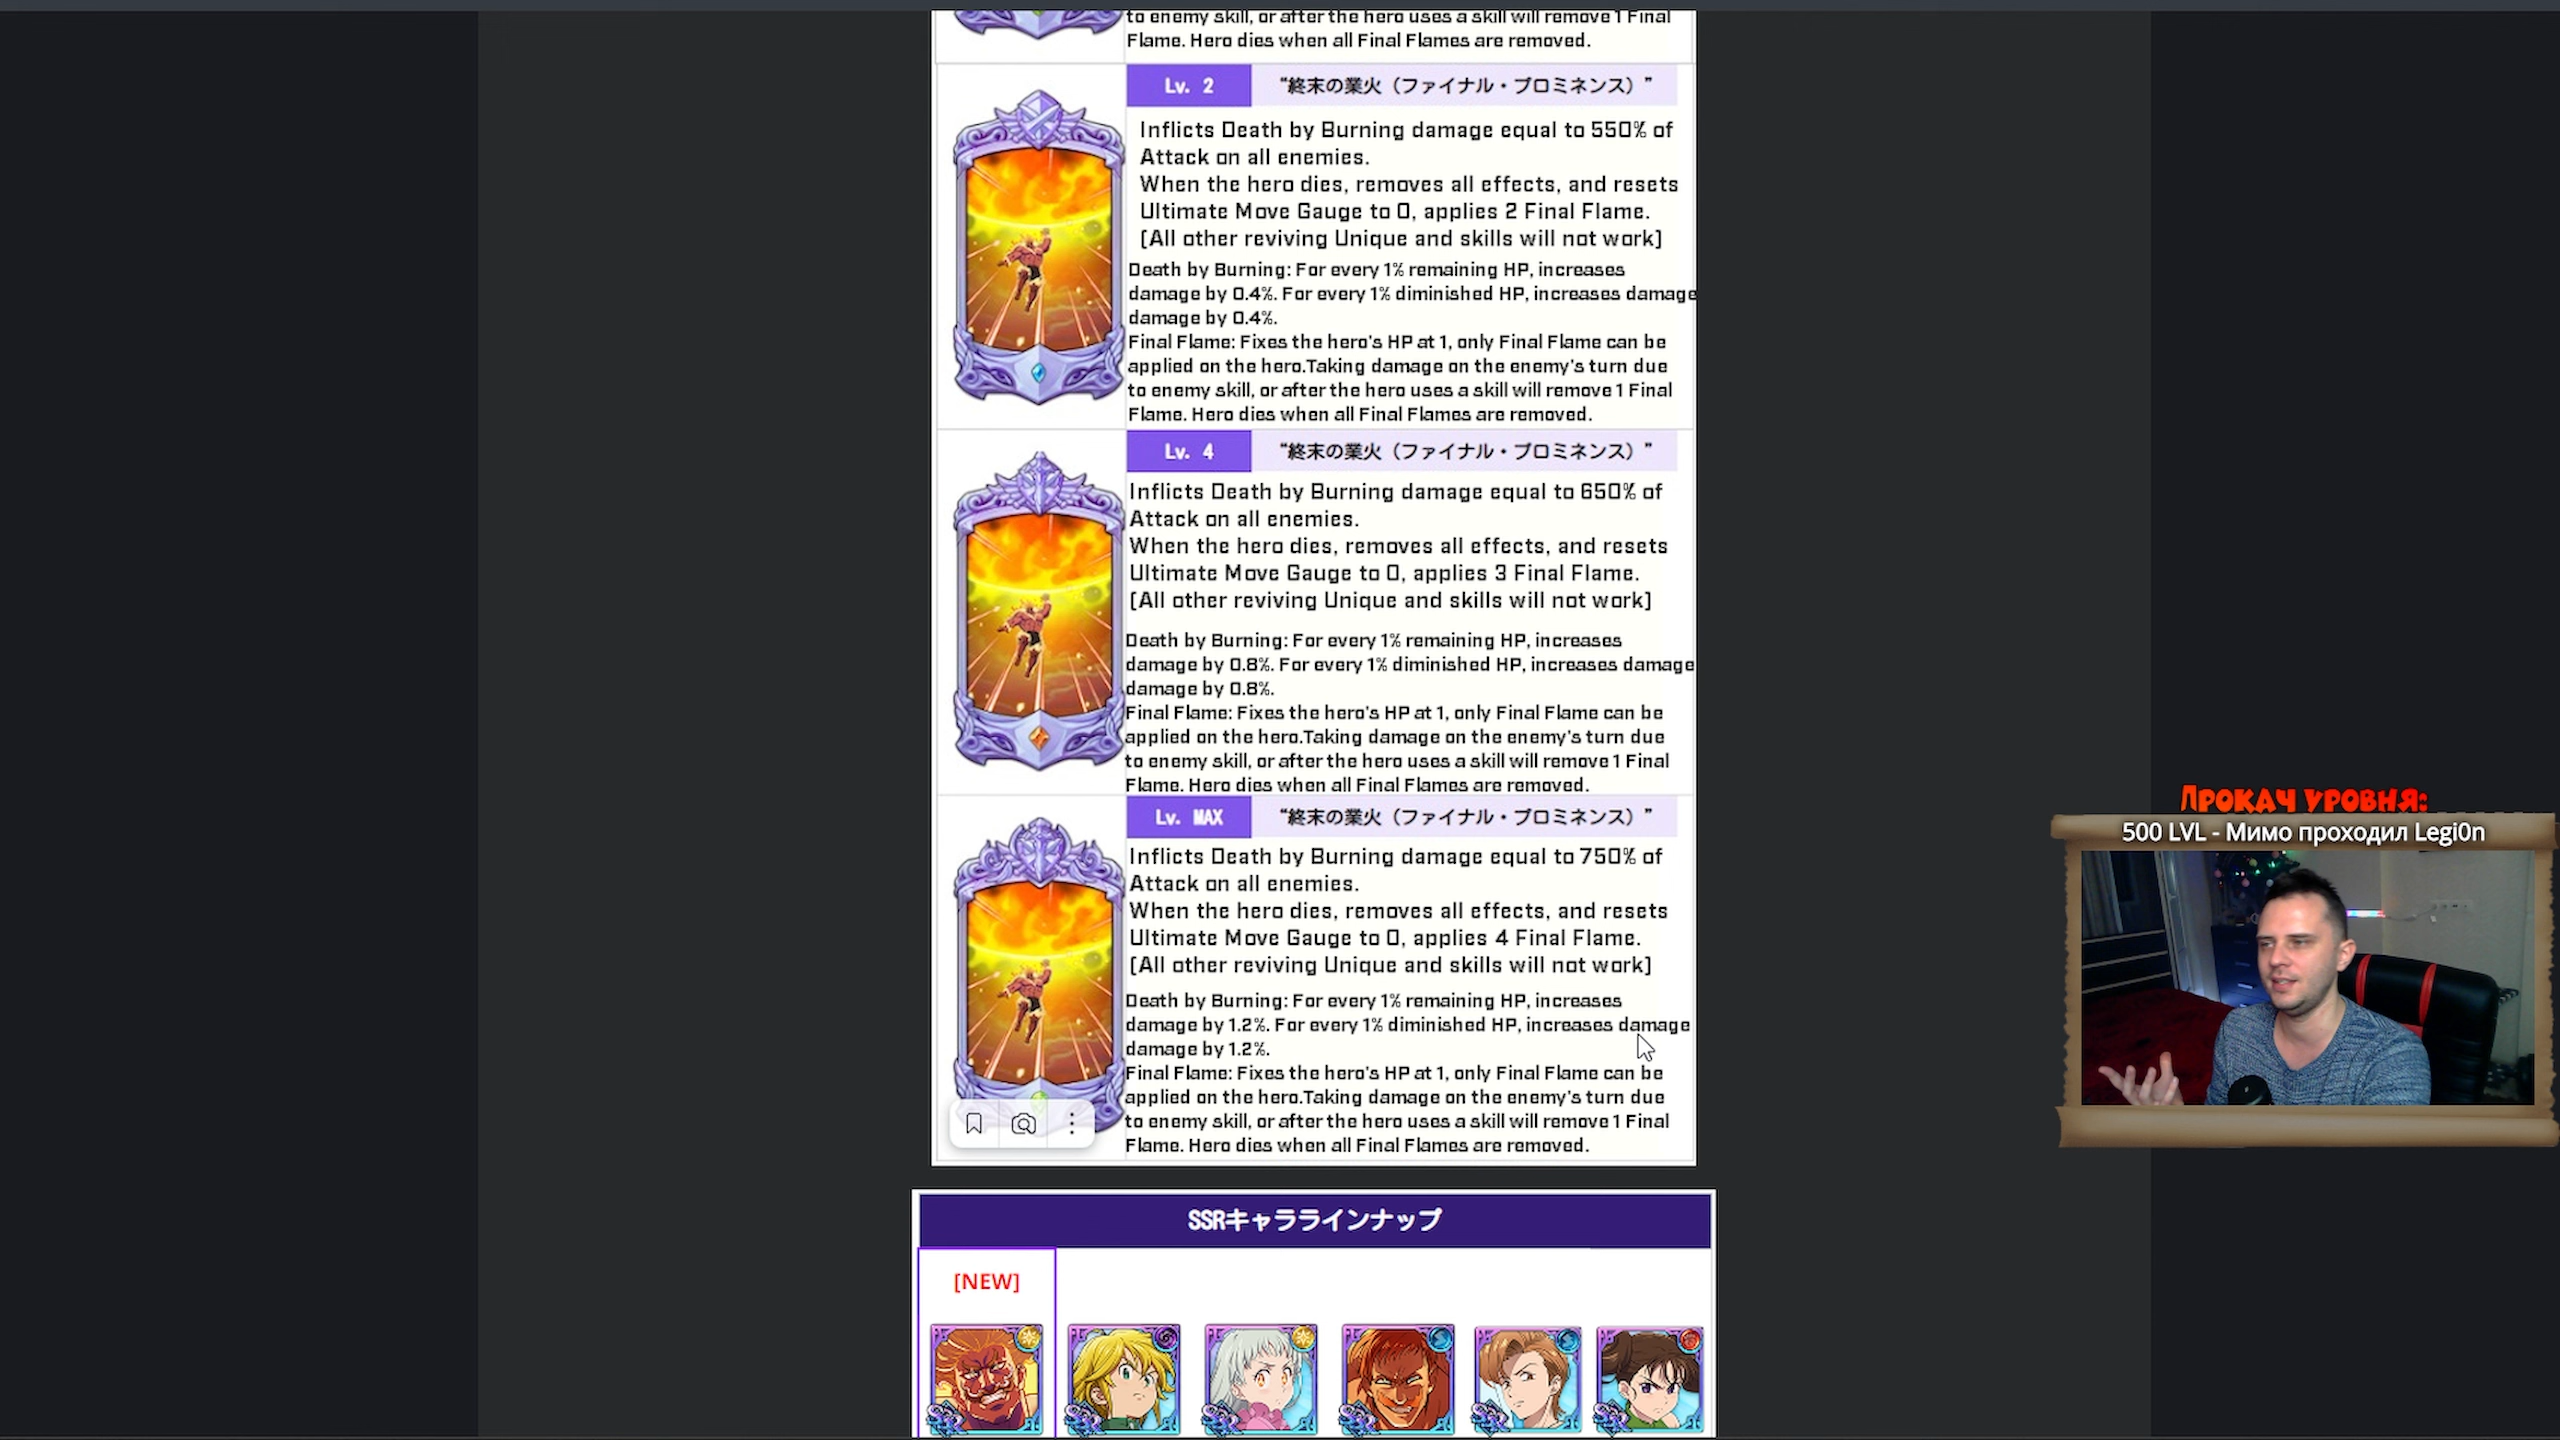 to enemy skill, or after the hero uses a skill will remove 1 Final
Flame. Hero dies when all Final Flames are removed.
Lv. 2
“終末の業火（ファイナル・プロミネンス）”
Inflicts Death by Burning damage equal to 550% of
Attack on all enemies.
When the hero dies, removes all effects, and resets
Ultimate Move Gauge to 0, applies 2 Final Flame.
[All other reviving Unique and skills will not work]
Death by Burning: For every 1% remaining HP, increases
damage by 0.4%. For every 1% diminished HP, increases damage
damage by 0.4%.
Final Flame: Fixes the hero's HP at 1, only Final Flame can be
applied on the hero.Taking damage on the enemy's turn due
to enemy skill, or after the hero uses a skill will remove 1 Final
Flame. Hero dies when all Final Flames are removed.
Lv. 4
“終末の業火（ファイナル・プロミネンス）”
Inflicts Death by Burning damage equal to 650% of
Attack on all enemies.
When the hero dies, removes all effects, and resets
Ultimate Move Gauge to 0, applies 3 Final Flame.
[All other reviving Unique and skills will not work]
Death by Burning: For every 1% remaining HP, increases
damage by 0.8%. For every 1% diminished HP, increases damage
damage by 0.8%.
Final Flame: Fixes the hero's HP at 1, only Final Flame can be
applied on the hero.Taking damage on the enemy's turn due
to enemy skill, or after the hero uses a skill will remove 1 Final
Flame. Hero dies when all Final Flames are removed.
Lv. MAX
“終末の業火（ファイナル・プロミネンス）”
Inflicts Death by Burning damage equal to 750% of
Attack on all enemies.
When the hero dies, removes all effects, and resets
Ultimate Move Gauge to 0, applies 4 Final Flame.
[All other reviving Unique and skills will not work]
Death by Burning: For every 1% remaining HP, increases
damage by 1.2%. For every 1% diminished HP, increases damage
damage by 1.2%.
Final Flame: Fixes the hero's HP at 1, only Final Flame can be
applied on the hero.Taking damage on the enemy's turn due
to enemy skill, or after the hero uses a skill will remove 1 Final
Flame. Hero dies when all Final Flames are removed.
SSRキャララインナップ
[NEW]
Прокач уровня:
500 LVL - Мимо проходил Legi0n